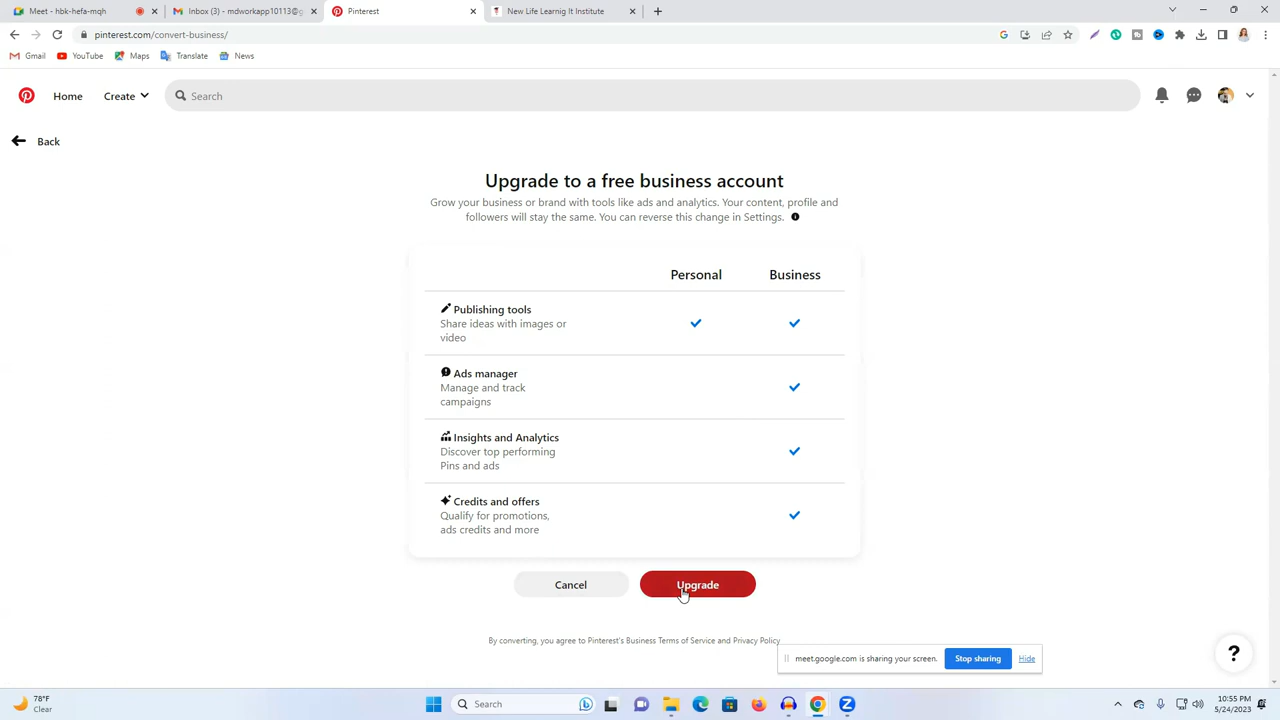 Meet - hbk-hefa-mqh
Inbox (3) - mdworkapp10113@g
Pinterest
New Life Learnig It Institute
pinterest.com/convert-business/
Gmail
YouTube
Maps
Translate
News
Home
Create
Search
Back
Upgrade to a free business account
Grow your business or brand with tools like ads and analytics. Your content, profile and
followers will stay the same. You can reverse this change in Settings.
Personal
Business
Publishing tools
Share ideas with images or
video
Ads manager
Manage and track
campaigns
Insights and Analytics
Discover top performing
Pins and ads
Credits and offers
Qualify for promotions,
ads credits and more
Cancel
Upgrade
By converting, you agree to Pinterest's Business Terms of Service and Privacy Policy
meet.google.com is sharing your screen.
Stop sharing
Hide
?
78°F
Clear
Search
10:55 PM
5/24/2023